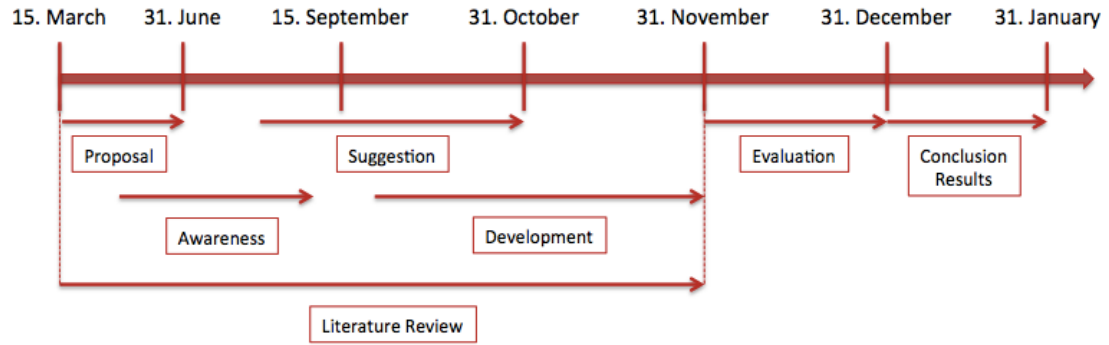 15. March 31. June 15. September 31. October 31. November 31. December 31. January
Proposal Suggestion Evaluation Conclusion
Results
Awareness Development
Literature Review